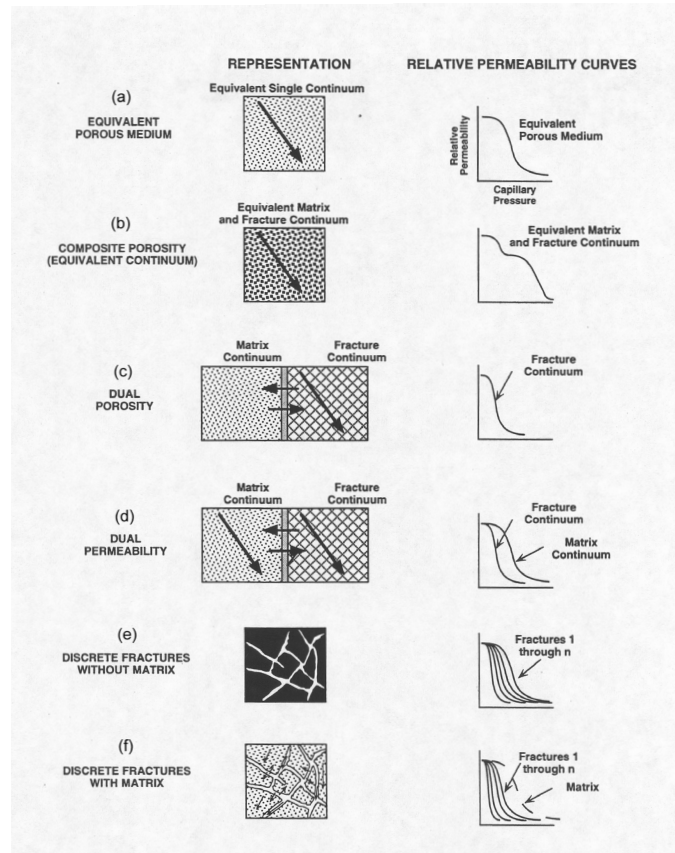 REPRESENTATION
RELATIVE PERMEABILITY CURVES
(a)
EQUIVALENT
POROUS MEDIUM
Equivalent Single Continuum
Relative
Permeability
Equivalent
Porous Medium
Capillary
Pressure
(b)
COMPOSITE POROSITY
(EQUIVALENT CONTINUUM)
Equivalent Matrix
and Fracture Continuum
Equivalent Matrix
and Fracture Continuum
(c)
DUAL
POROSITY
Matrix
Continuum
Fracture
Continuum
Fracture
Continuum
(d)
DUAL
PERMEABILITY
Matrix
Continuum
Fracture
Continuum
Fracture
Continuum
Matrix
Continuum
(e)
DISCRETE FRACTURES
WITHOUT MATRIX
Fractures 1
through n
(f)
DISCRETE FRACTURES
WITH MATRIX
Fractures 1
through n
Matrix